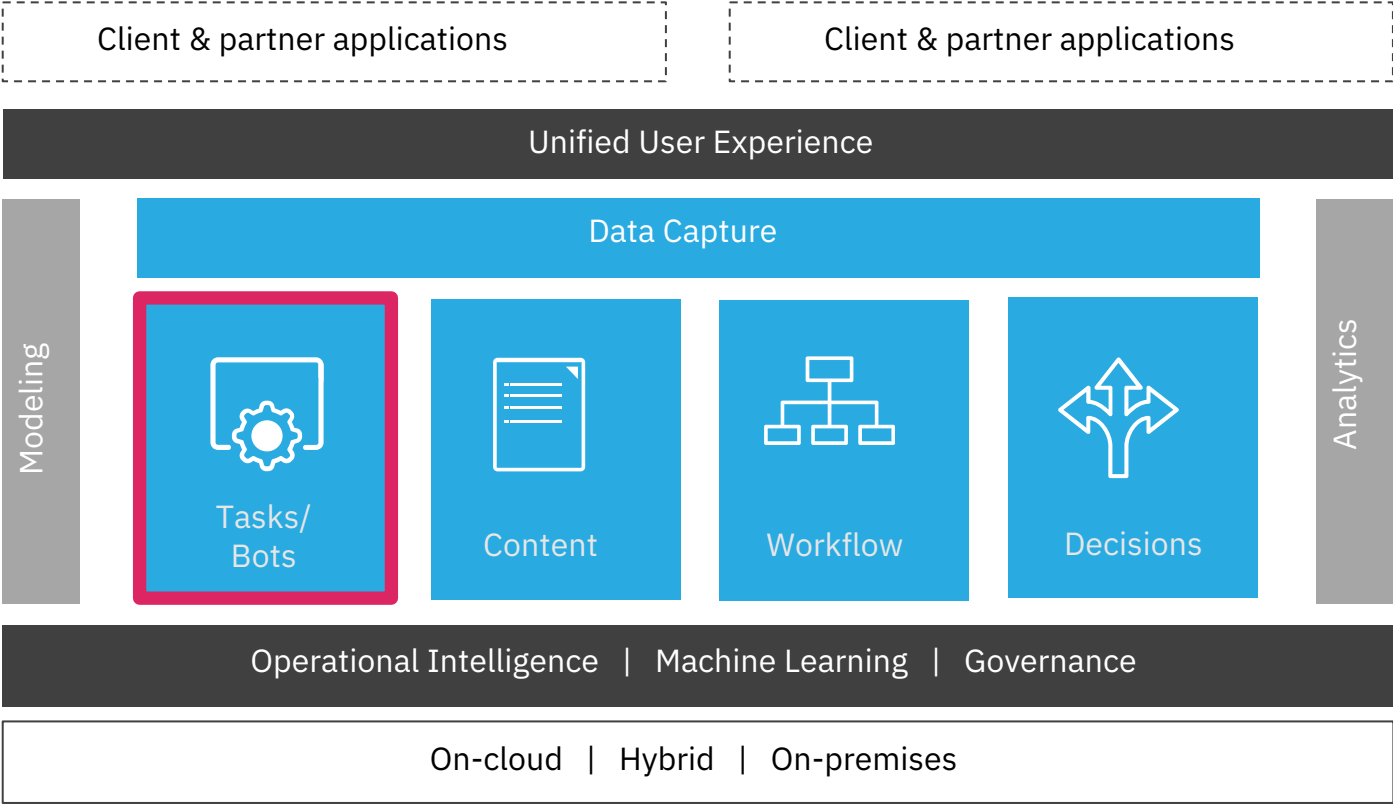 Client & partner applications
Client & partner applications
Unified User Experience
Modeling
Data Capture
Tasks/
Bots
Content
Workflow
Decisions
Analytics
Operational Intelligence | Machine Learning | Governance
On-cloud | Hybrid | On-premises